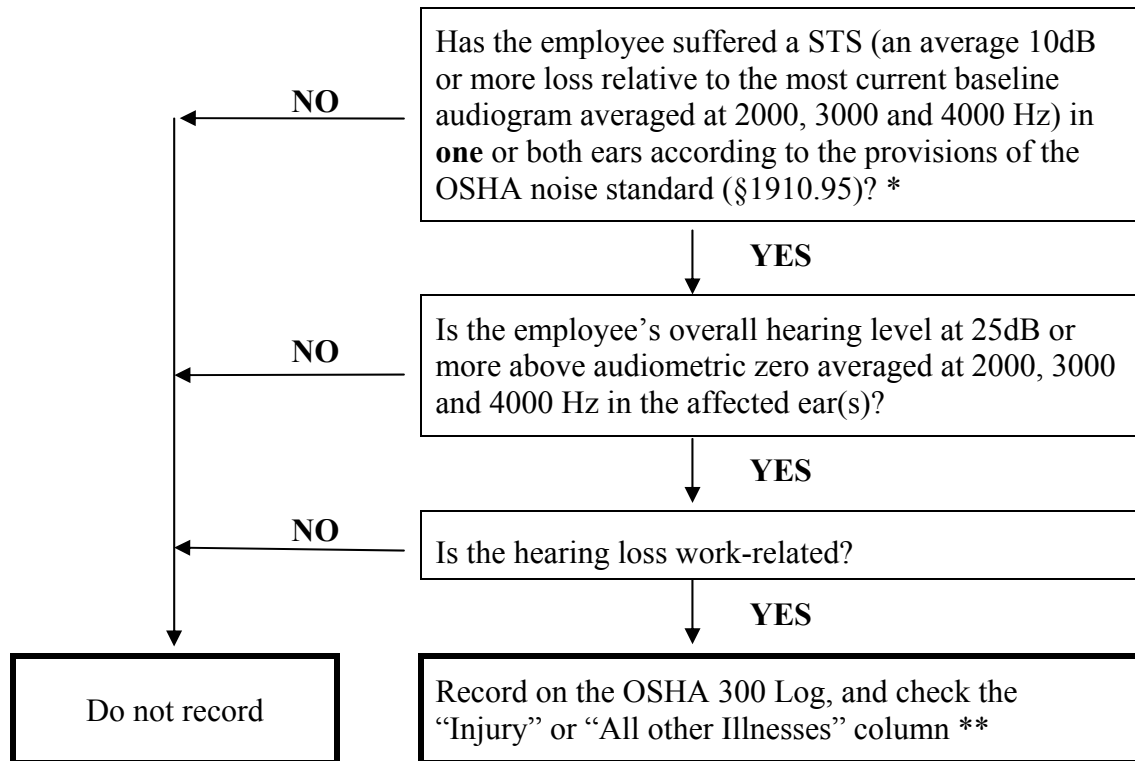 Has the employee suffered a STS (an average 10dB
or more loss relative to the most current baseline
audiogram averaged at 2000, 3000 and 4000 Hz) in
one or both ears according to the provisions of the
OSHA noise standard (§1910.95)? *
NO
YES
Is the employee’s overall hearing level at 25dB or
more above audiometric zero averaged at 2000, 3000
and 4000 Hz in the affected ear(s)?
NO
YES
Is the hearing loss work-related?
NO
YES
Do not record
Record on the OSHA 300 Log, and check the
“Injury” or “All other Illnesses” column **